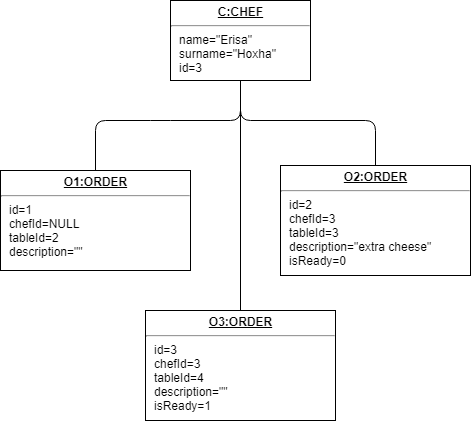 C:CHEF
name="Erisa"
surname="Hoxha"
id=3
O1:ORDER
id=1
chefId=NULL
tableId=2
description=""
O2:ORDER
id=2
chefId=3
tableId=3
description="extra cheese"
isReady=0
O3:ORDER
id=3
chefId=3
tableId=4
description=""
isReady=1